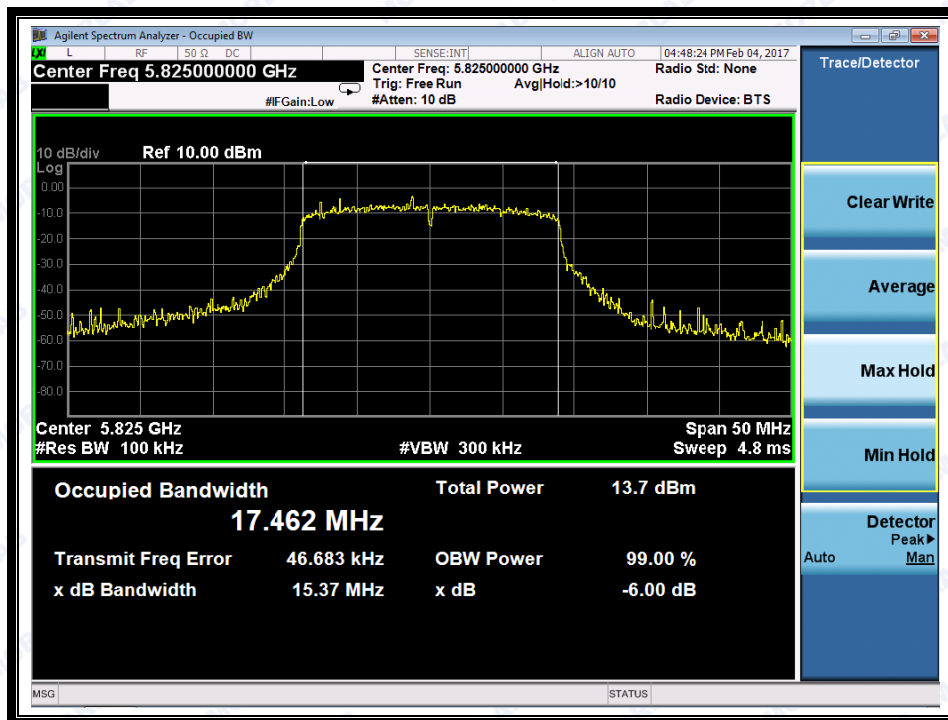 Agilent Spectrum Analyzer - Occupied BW
LXI L RF 50 Ω DC SENSE:INT ALIGN AUTO 04:48:24 PM Feb 04, 2017
Center Freq 5.825000000 GHz
Center Freq: 5.825000000 GHz
Radio Std: None
Trig: Free Run Avg|Hold:>10/10
#IFGain:Low
#Atten: 10 dB
Radio Device: BTS
10 dB/div Ref 10.00 dBm
Log
0.00
-10.0
-20.0
-30.0
-40.0
-50.0
-60.0
-70.0
-80.0
Center 5.825 GHz Span 50 MHz
#Res BW 100 kHz #VBW 300 kHz Sweep 4.8 ms
Occupied Bandwidth Total Power 13.7 dBm
17.462 MHz
Transmit Freq Error 46.683 kHz OBW Power 99.00 %
x dB Bandwidth 15.37 MHz x dB -6.00 dB
MSG STATUS
Trace/Detector
Clear Write
Average
Max Hold
Min Hold
Detector
Peak▶
Auto Man